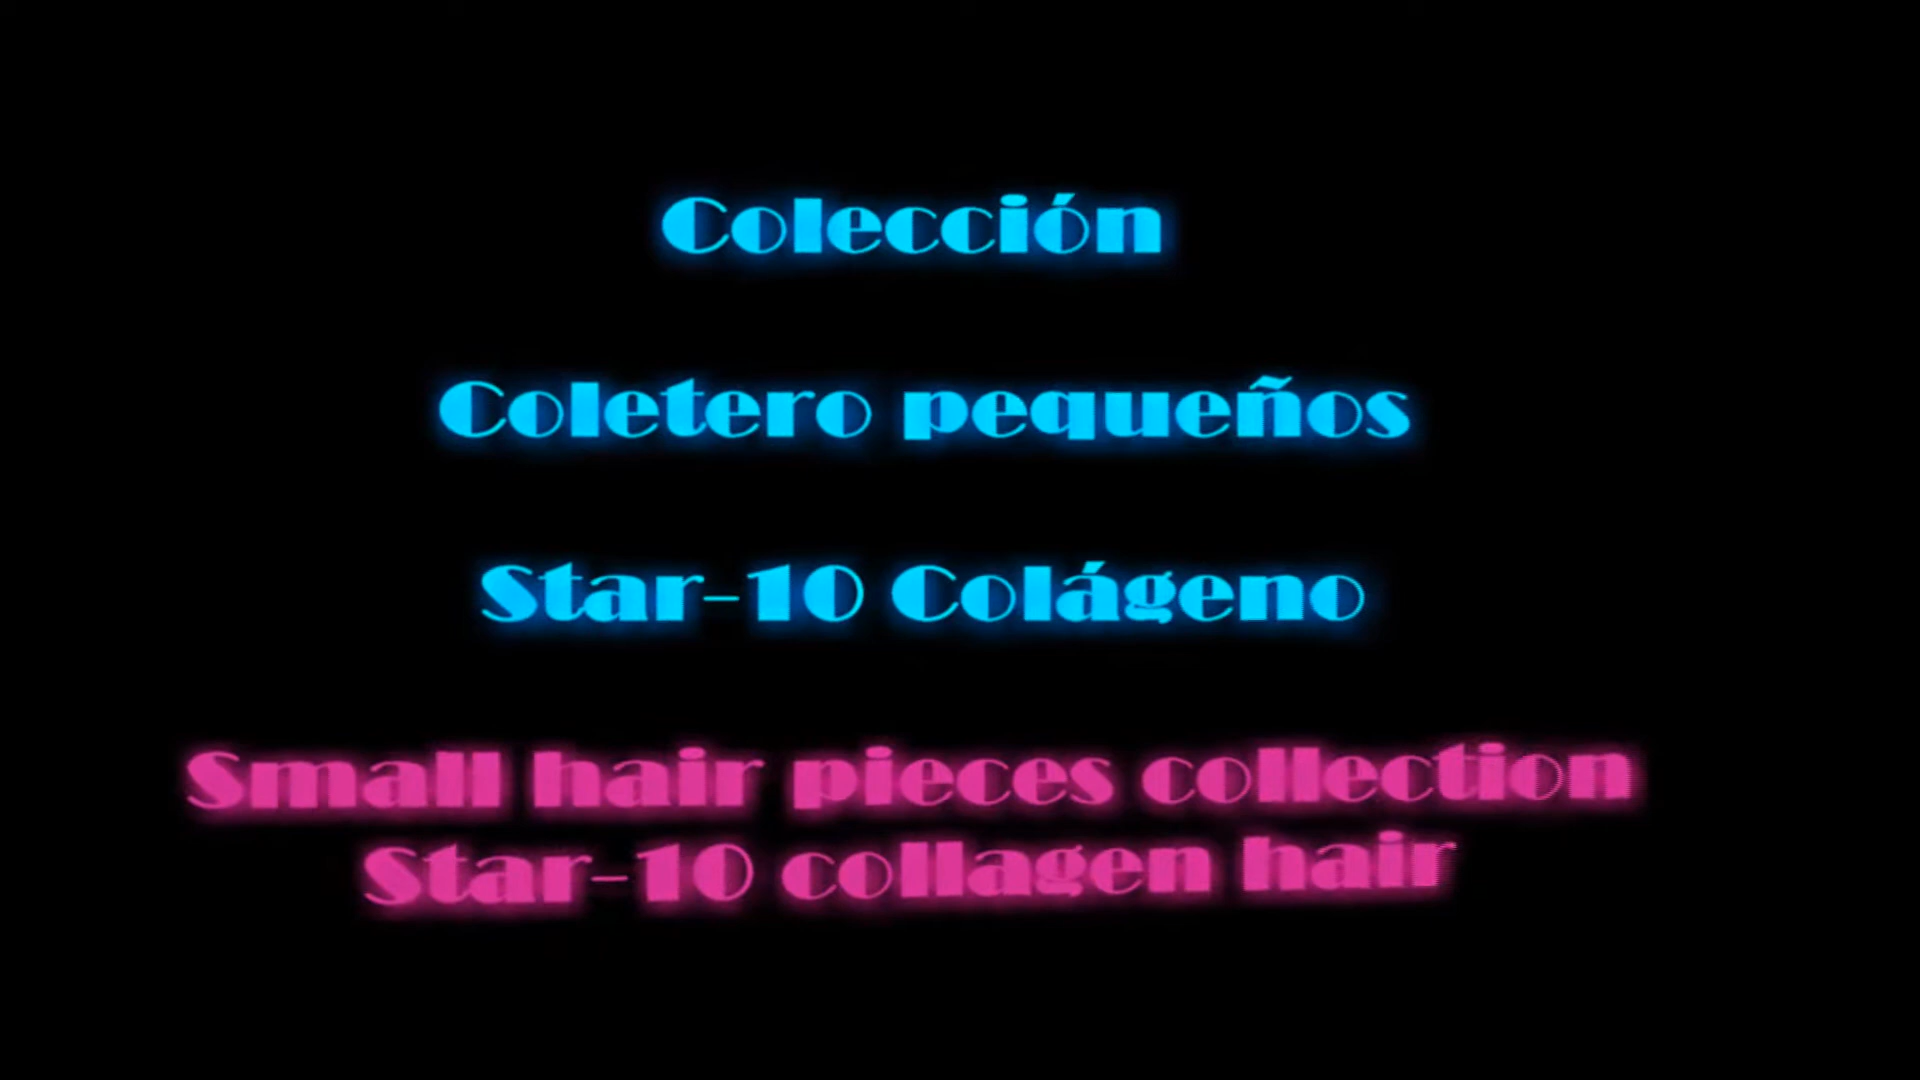 Colección
Coletero pequeños
Star-10 Colágeno
Small hair pieces collection
Star-10 collagen hair